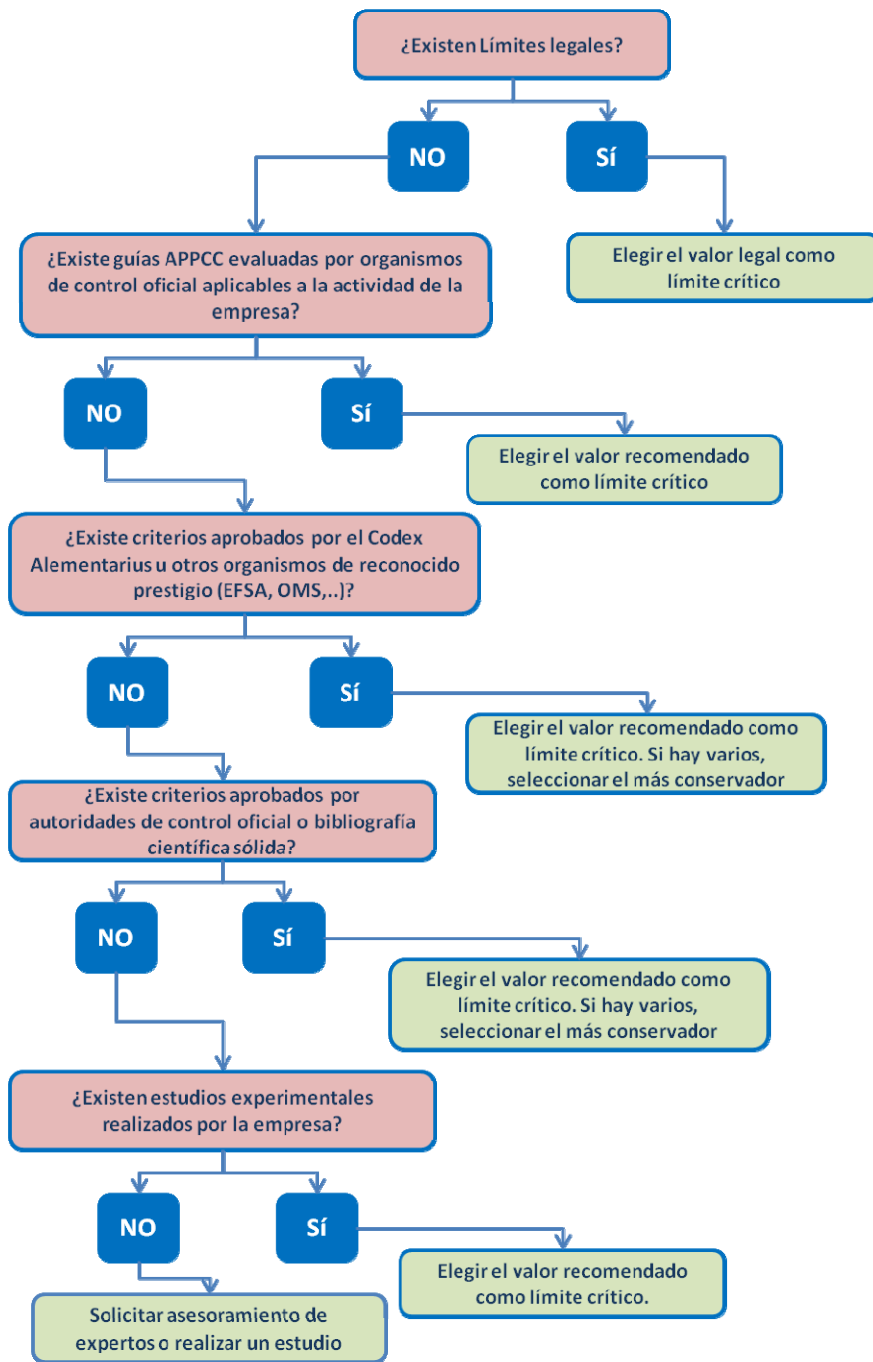 ¿Existen Límites legales?
NO
Sí
¿Existe guías APPCC evaluadas por organismos
de control oficial aplicables a la actividad de la
empresa?
Elegir el valor legal como
límite crítico
NO
Sí
Elegir el valor recomendado
como límite crítico
¿Existe criterios aprobados por el Codex
Alementarius u otros organismos de reconocido
prestigio (EFSA, OMS,..)?
NO
Sí
Elegir el valor recomendado como
límite crítico. Si hay varios,
seleccionar el más conservador
¿Existe criterios aprobados por
autoridades de control oficial o bibliografía
científica sólida?
NO
Sí
Elegir el valor recomendado como
límite crítico. Si hay varios,
seleccionar el más conservador
¿Existen estudios experimentales
realizados por la empresa?
NO
Sí
Elegir el valor recomendado
como límite crítico.
Solicitar asesoramiento de
expertos o realizar un estudio